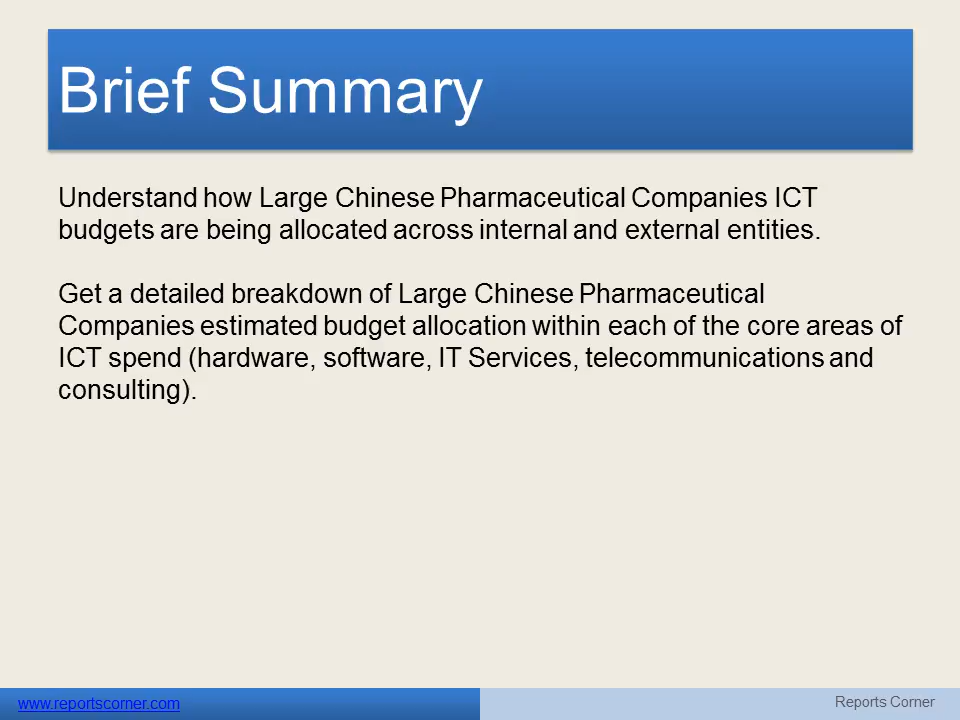 Brief Summary
Understand how Large Chinese Pharmaceutical Companies ICT
budgets are being allocated across internal and external entities.
Get a detailed breakdown of Large Chinese Pharmaceutical
Companies estimated budget allocation within each of the core areas of
ICT spend (hardware, software, IT Services, telecommunications and
consulting).
www.reportscorner.com
Reports Corner